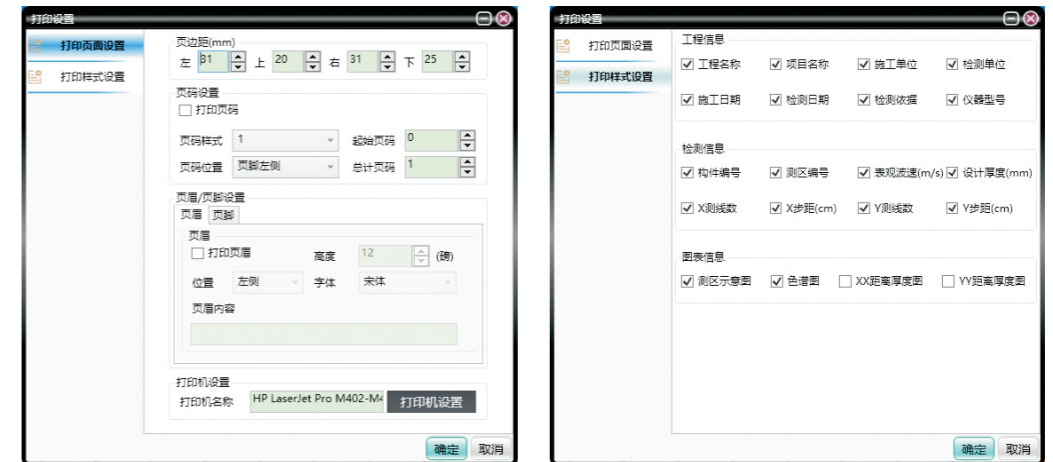 打印设置
打印页面设置
打印样式设置
页边距(mm)
左 31 上 20 右 31 下 25
页码设置
打印页码
页码样式 1 起始页码 0
页码位置 页脚左侧 总计页码 1
页眉/页脚设置
页眉 页脚
页眉
打印页眉 高度 12 (磅)
位置 左侧 字体 宋体
页眉内容
打印机设置
打印机名称 HP LaserJet Pro M402-M4 打印机设置
确定 取消
打印设置
打印页面设置
打印样式设置
工程信息
工程名称 项目名称 施工单位 检测单位
施工日期 检测日期 检测依据 仪器型号
检测信息
构件编号 测区编号 表观波速(m/s) 设计厚度(mm)
X测线数 X步距(cm) Y测线数 Y步距(cm)
图表信息
测区示意图 色谱图 XX距离厚度图 YY距离厚度图
确定 取消